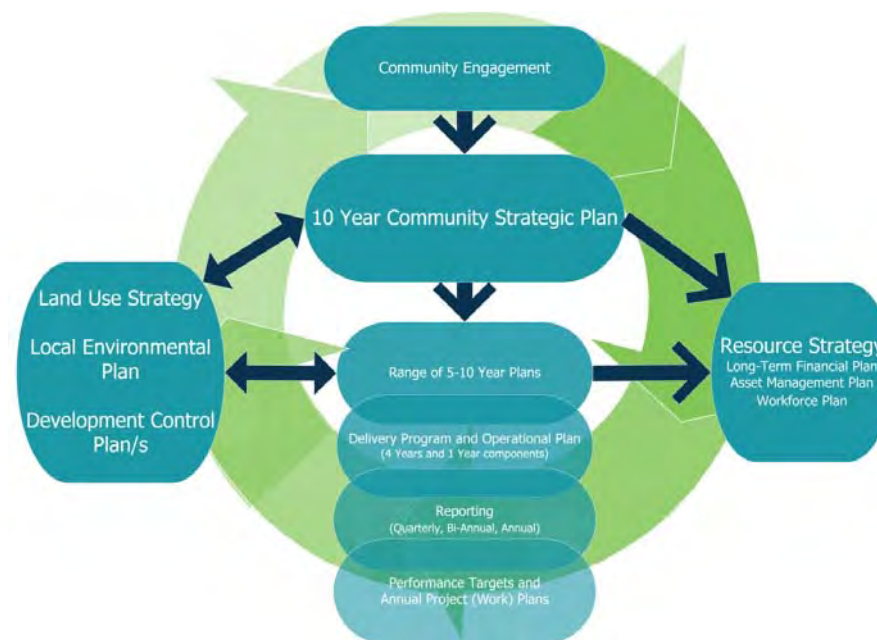 Community Engagement
10 Year Community Strategic Plan
Land Use Strategy
Local Environmental
Plan
Development Control
Plan/s
Range of 5-10 Year Plans
Resource Strategy
Long-Term Financial Plan
Asset Management Plan
Workforce Plan
Delivery Program and Operational Plan
(4 Years and 1 Year components)
Reporting
(Quarterly, Bi-Annual, Annual)
Performance Targets and
Annual Project (Work) Plans